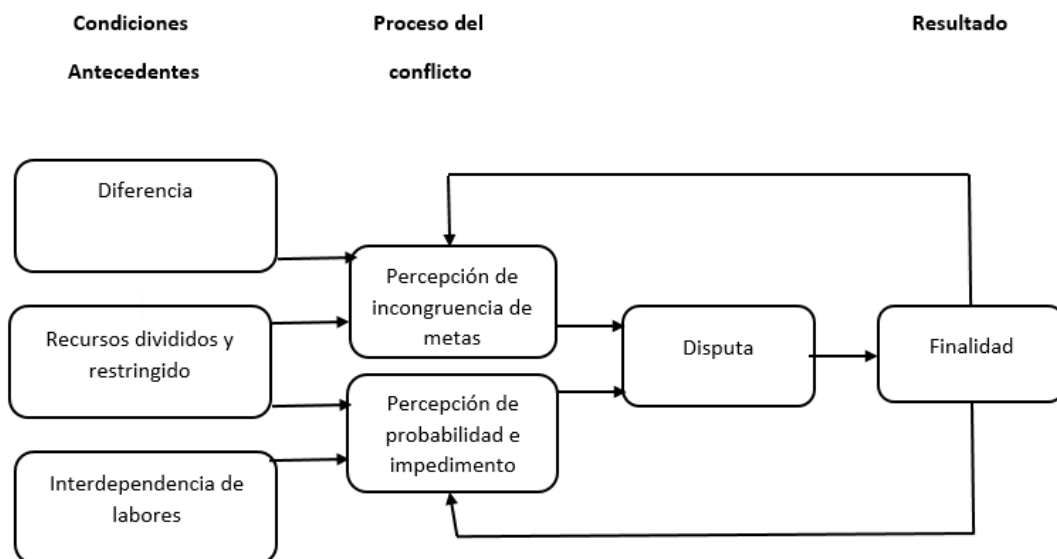 Condiciones
Antecedentes
Proceso del
conflicto
Resultado
Diferencia
Recursos divididos y
restringido
Interdependencia de
labores
Percepción de
incongruencia de
metas
Percepción de
probabilidad e
impedimento
Disputa
Finalidad